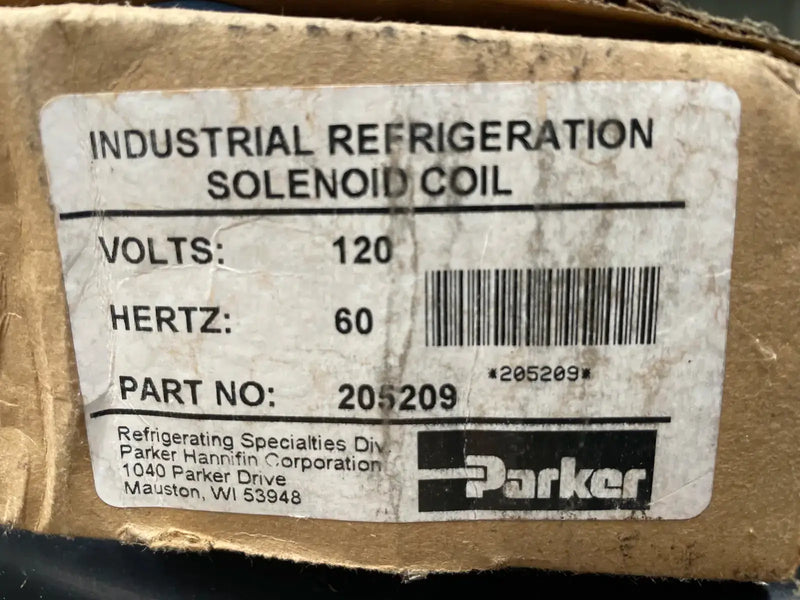 INDUSTRIAL REFRIGERATION
SOLENOID COIL
VOLTS: 120
HERTZ: 60
*205209*
PART NO: 205209
Refrigerating Specialties Div.
Parker Hannifin Corporation
1040 Parker Drive
Mauston, WI 53948
Parker